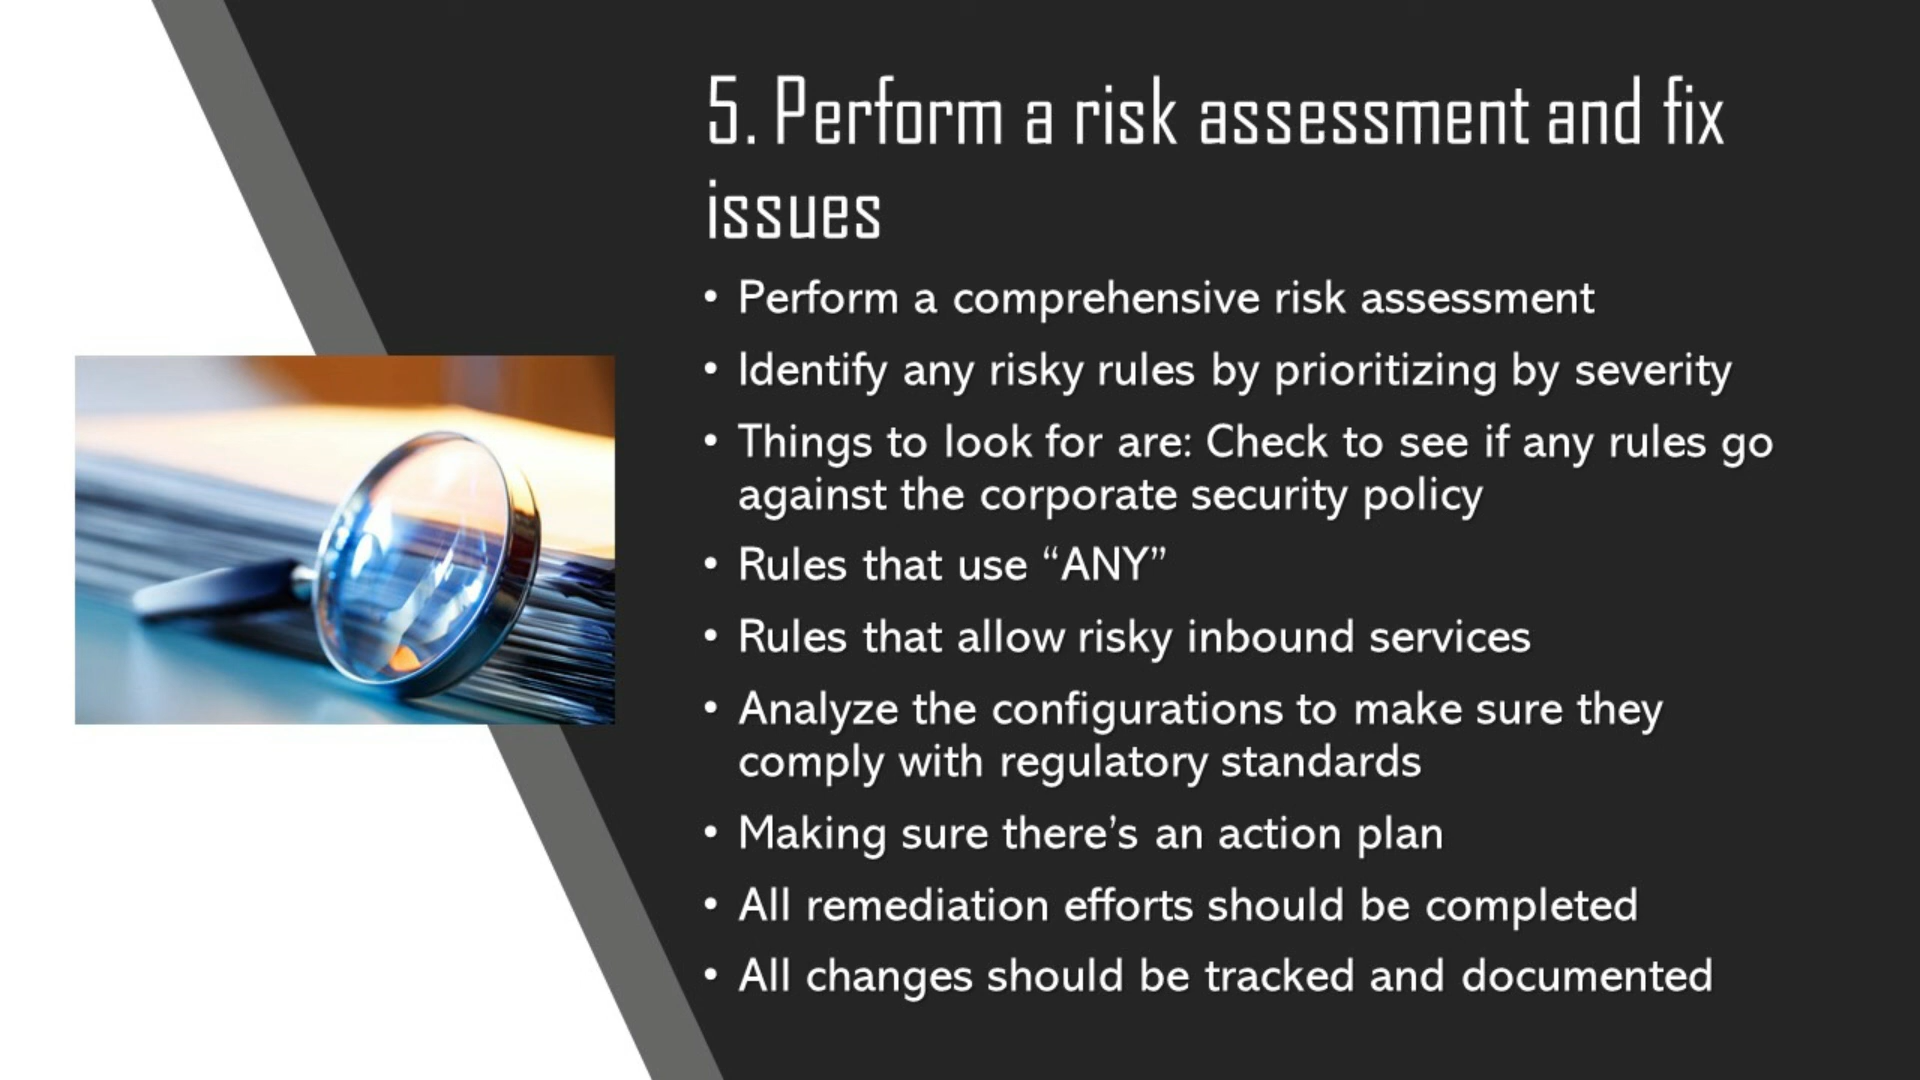 5. Perform a risk assessment and fix
issues
• Perform a comprehensive risk assessment
• Identify any risky rules by prioritizing by severity
• Things to look for are: Check to see if any rules go
against the corporate security policy
• Rules that use “ANY”
• Rules that allow risky inbound services
• Analyze the configurations to make sure they
comply with regulatory standards
• Making sure there’s an action plan
• All remediation efforts should be completed
• All changes should be tracked and documented